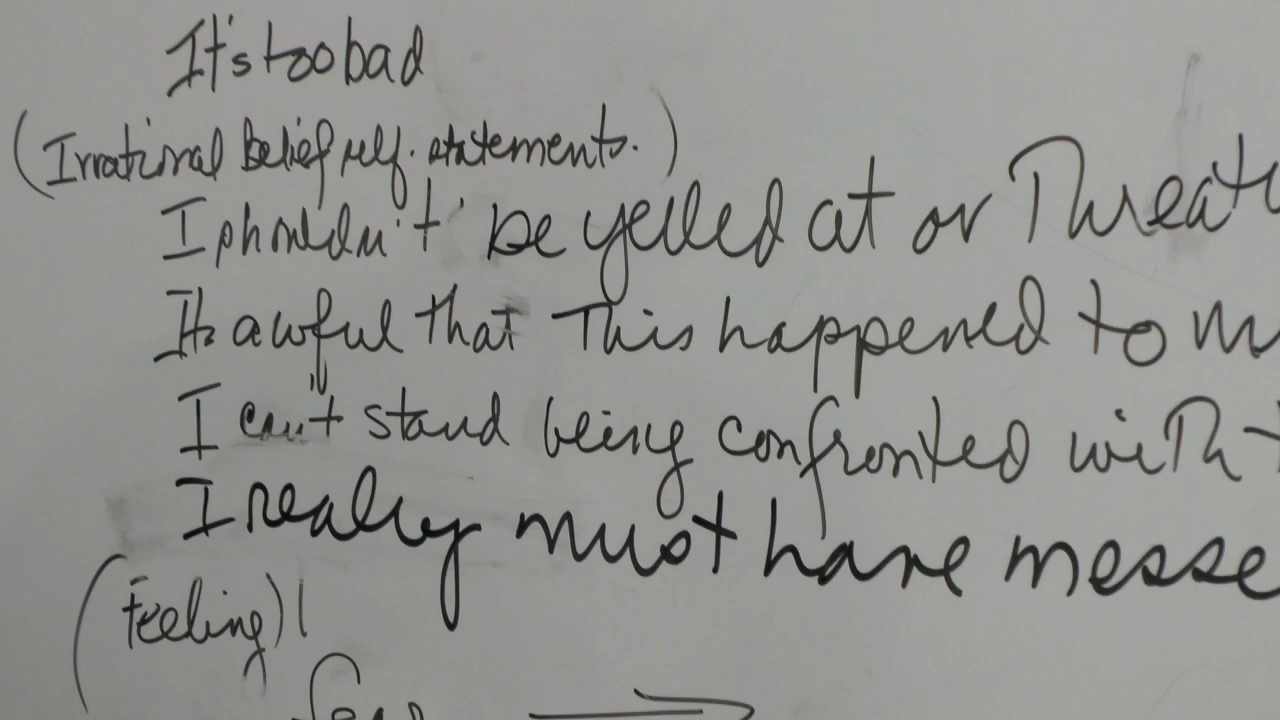 It's too bad
(Irrational Belief self. statements.)
I shouldn't be yelled at or Threat
It's awful that This happened to m
I can't stand being confronted with t
I really must have messe
(Feeling)